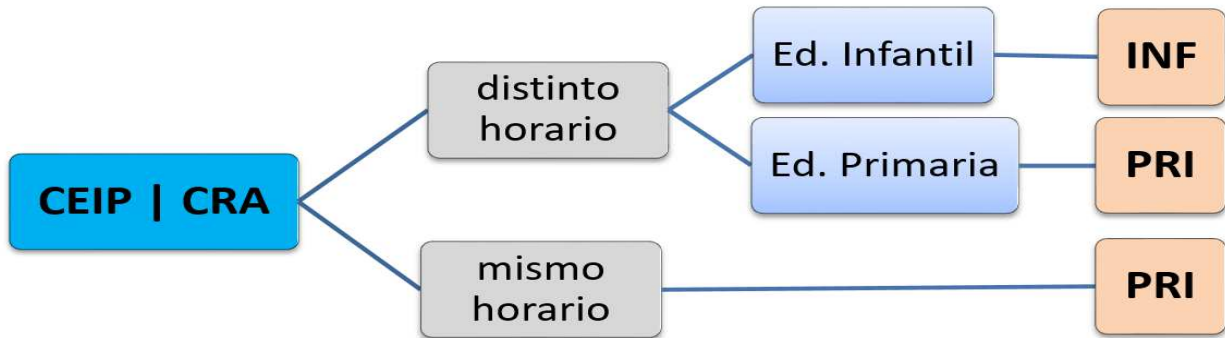 CEIP | CRA
distinto
horario
Ed. Infantil
INF
Ed. Primaria
PRI
mismo
horario
PRI